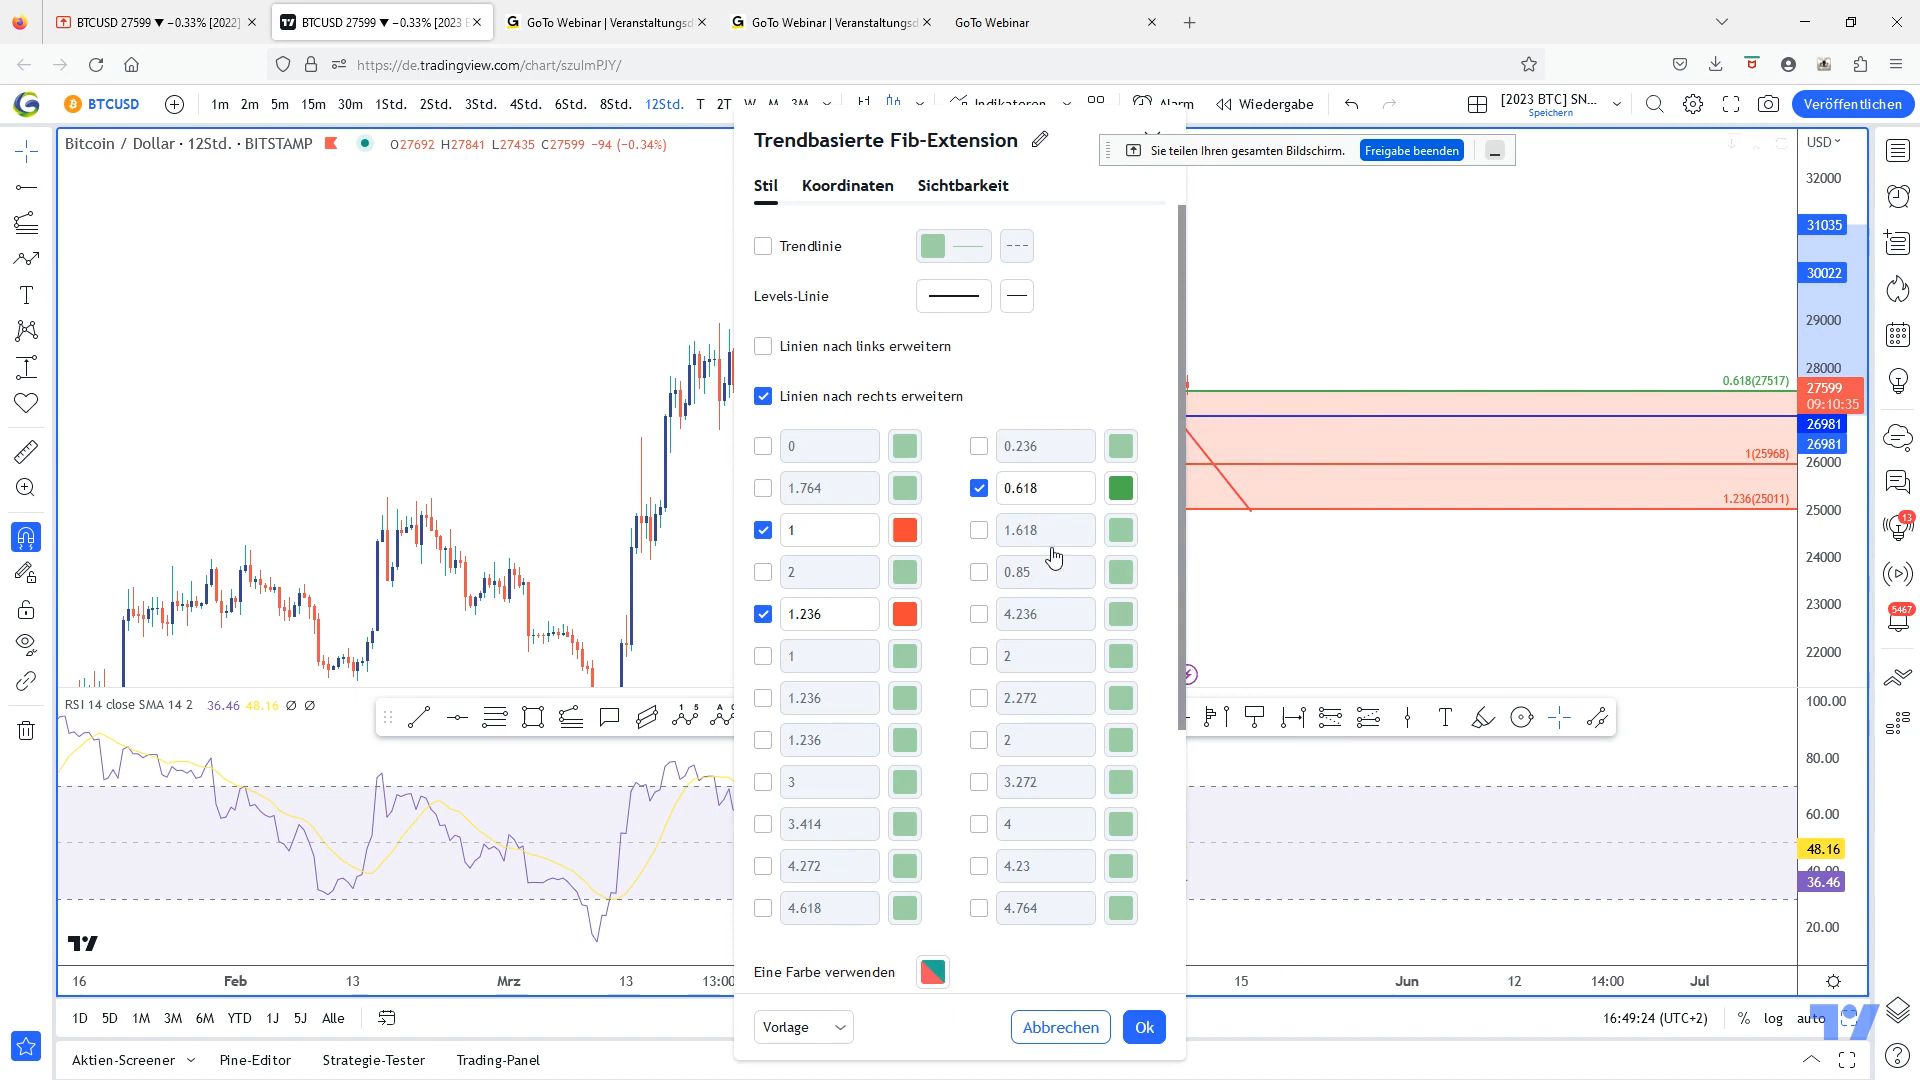 BTCUSD 27599 ▼ −0.33% [2022]
BTCUSD 27599 ▼ −0.33% [2023
GoTo Webinar | Veranstaltungsd
GoTo Webinar | Veranstaltungsd
GoTo Webinar
https://de.tradingview.com/chart/szuImPJY/
BTCUSD
1m 2m 5m 15m 30m 1Std. 2Std. 3Std. 4Std. 6Std. 8Std. 12Std. T 2T W M 3M
Indikatoren
Alarm
Wiedergabe
[2023 BTC] SN...
Speichern
Veröffentlichen
Bitcoin / Dollar · 12Std. · BITSTAMP
O27692 H27841 L27435 C27599 −94 (−0.34%)
Trendbasierte Fib-Extension
Sie teilen Ihren gesamten Bildschirm.
Freigabe beenden
USD
Stil Koordinaten Sichtbarkeit
Trendlinie
Levels-Linie
Linien nach links erweitern
Linien nach rechts erweitern
0 0.236
1.764 0.618
1 1.618
2 0.85
1.236 4.236
1 2
1.236 2.272
1.236 2
3 3.272
3.414 4
4.272 4.23
4.618 4.764
Eine Farbe verwenden
Vorlage
Abbrechen
Ok
0.618(27517)
1(25968)
1.236(25011)
32000
31035
30022
29000
28000
27599
09:10:35
26981
26981
26000
25000
24000
23000
22000
RSI 14 close SMA 14 2 36.46 48.16 Ø Ø
100.00
80.00
60.00
48.16
40.00
36.46
20.00
16 Feb 13 Mrz 13 13:00 15 Jun 12 14:00 Jul
1D 5D 1M 3M 6M YTD 1J 5J Alle
16:49:24 (UTC+2)
% log auto
Aktien-Screener
Pine-Editor
Strategie-Tester
Trading-Panel
13
5467